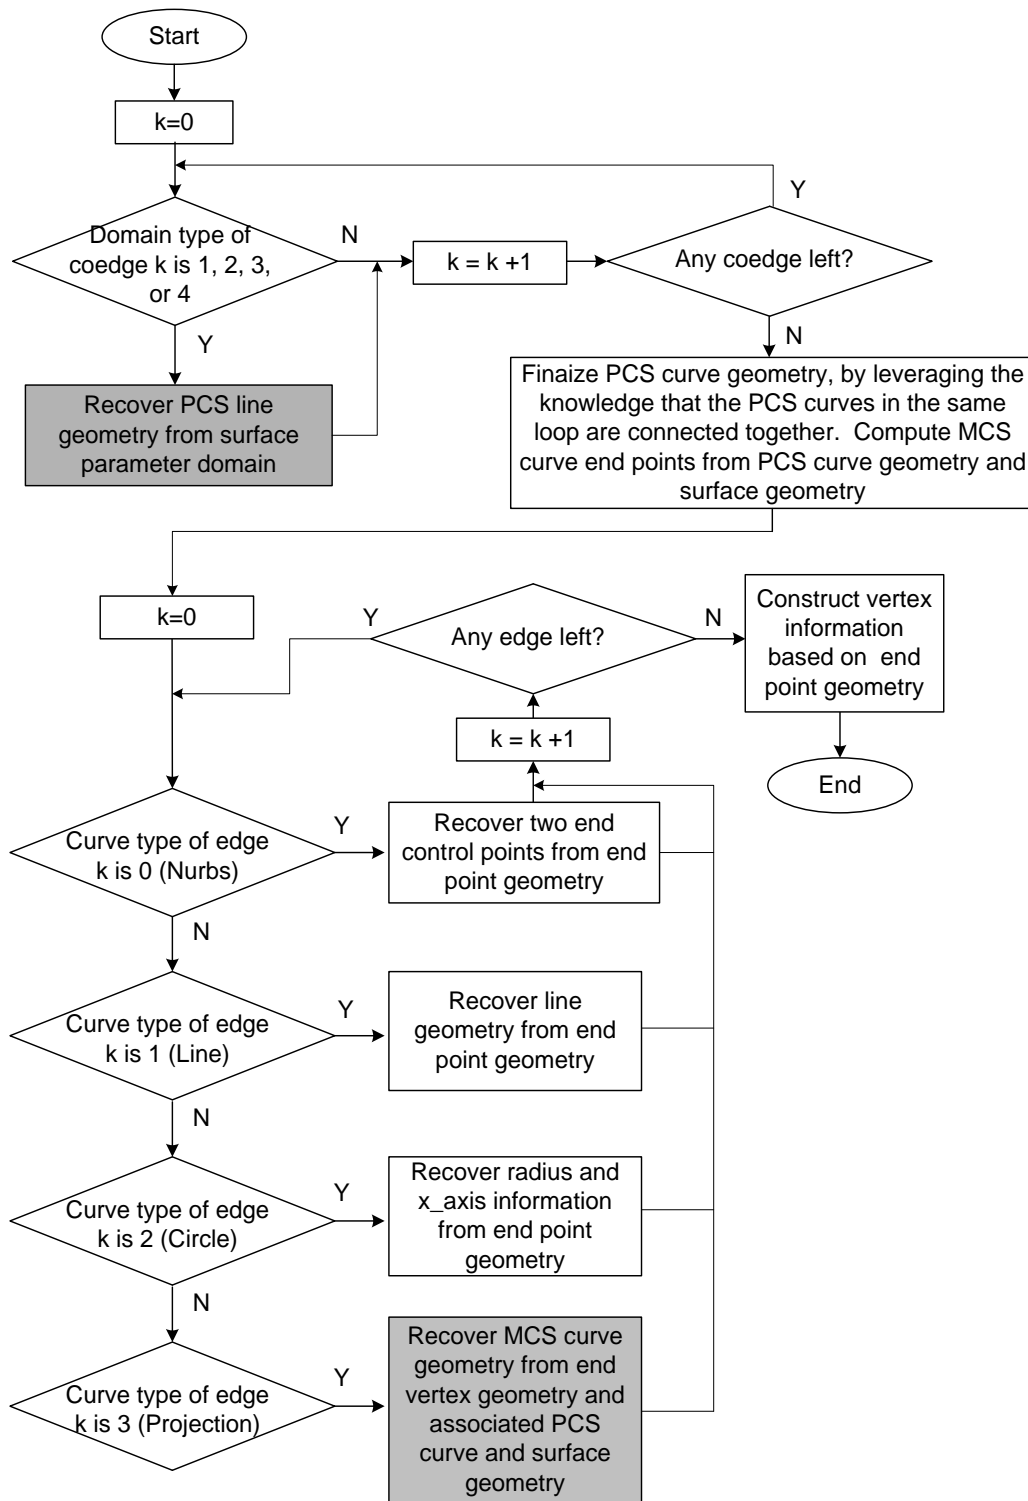 Start
k=0
Y
Domain type of
coedge k is 1, 2, 3,
or 4
N
k = k +1
Any coedge left?
Y
N
Recover PCS line
geometry from surface
parameter domain
Finaize PCS curve geometry, by leveraging the
knowledge that the PCS curves in the same
loop are connected together.  Compute MCS
curve end points from PCS curve geometry and
surface geometry
k=0
Y
Any edge left?
N
Construct vertex
information
based on  end
point geometry
k = k +1
End
Curve type of edge
k is 0 (Nurbs)
Y
Recover two end
control points from end
point geometry
N
Curve type of edge
k is 1 (Line)
Y
Recover line
geometry from end
point geometry
N
Curve type of edge
k is 2 (Circle)
Y
Recover radius and
x_axis information
from end point
geometry
N
Curve type of edge
k is 3 (Projection)
Y
Recover MCS curve
geometry from end
vertex geometry and
associated PCS
curve and surface
geometry